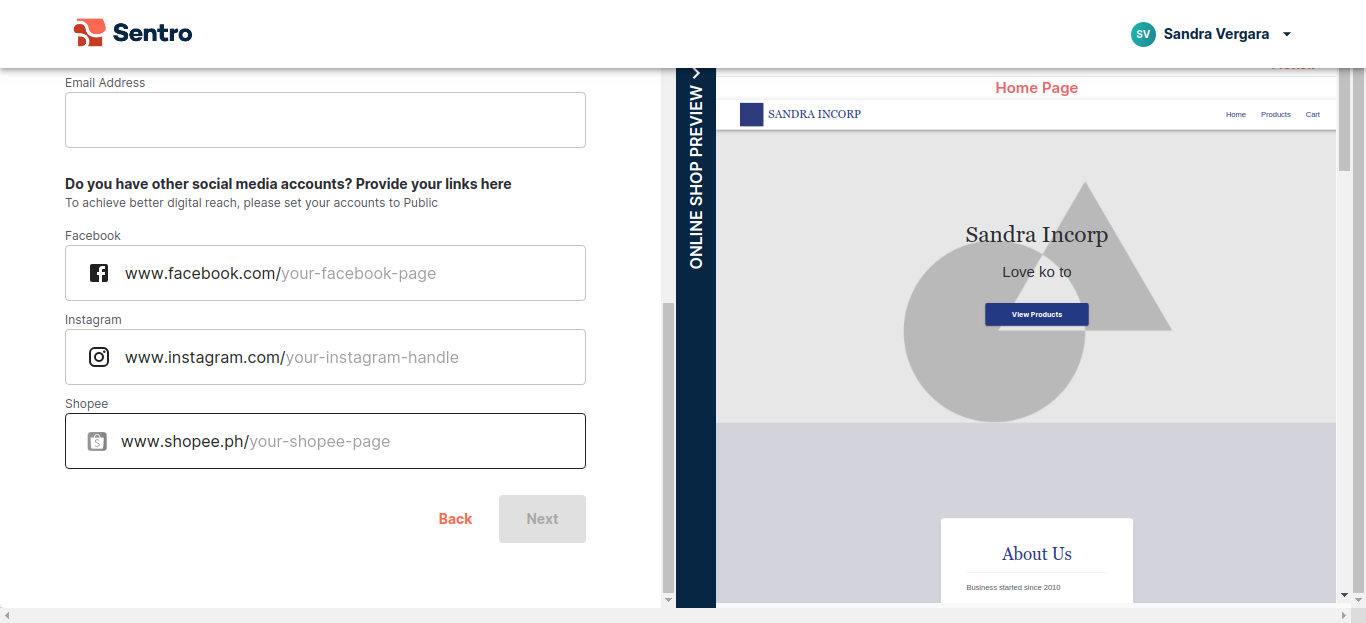 Sentro
SV Sandra Vergara
Email Address
Do you have other social media accounts? Provide your links here
To achieve better digital reach, please set your accounts to Public
Facebook
www.facebook.com/your-facebook-page
Instagram
www.instagram.com/your-instagram-handle
Shopee
www.shopee.ph/your-shopee-page
Back
Next
ONLINE SHOP PREVIEW
Home Page
SANDRA INCORP
Home Products Cart
Sandra Incorp
Love ko to
View Products
About Us
Business started since 2010